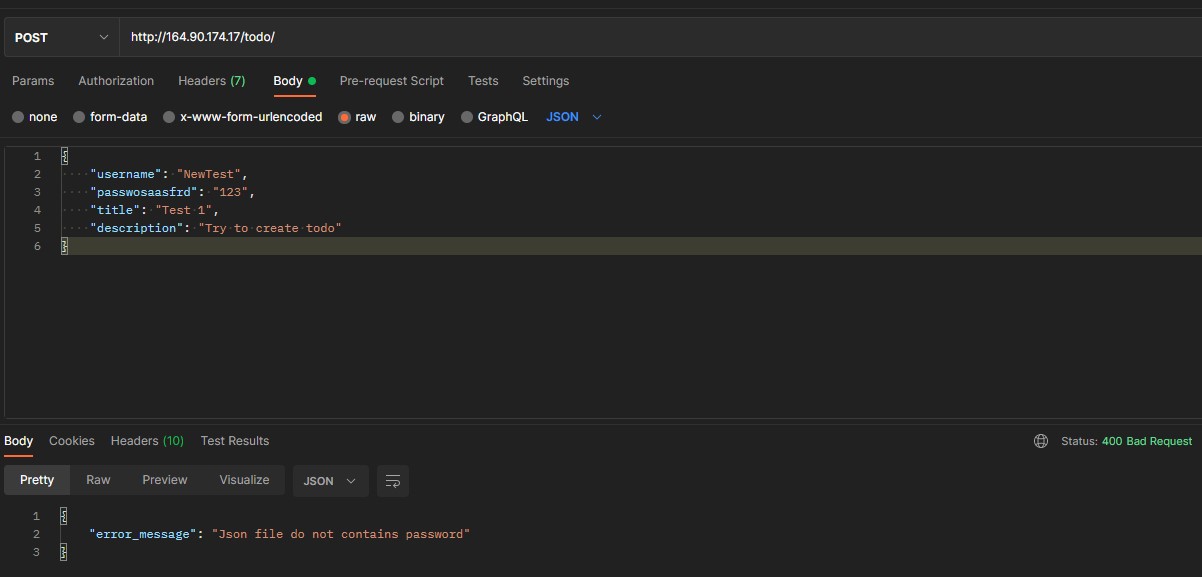 POST http://164.90.174.17/todo/
Params Authorization Headers (7) Body Pre-request Script Tests Settings
none form-data x-www-form-urlencoded raw binary GraphQL JSON
1 {
2 "username": "NewTest",
3 "passwosaasfrd": "123",
4 "title": "Test 1",
5 "description": "Try to create todo"
6 }
Body Cookies Headers (10) Test Results Status: 400 Bad Request
Pretty Raw Preview Visualize JSON
1 {
2 "error_message": "Json file do not contains password"
3 }